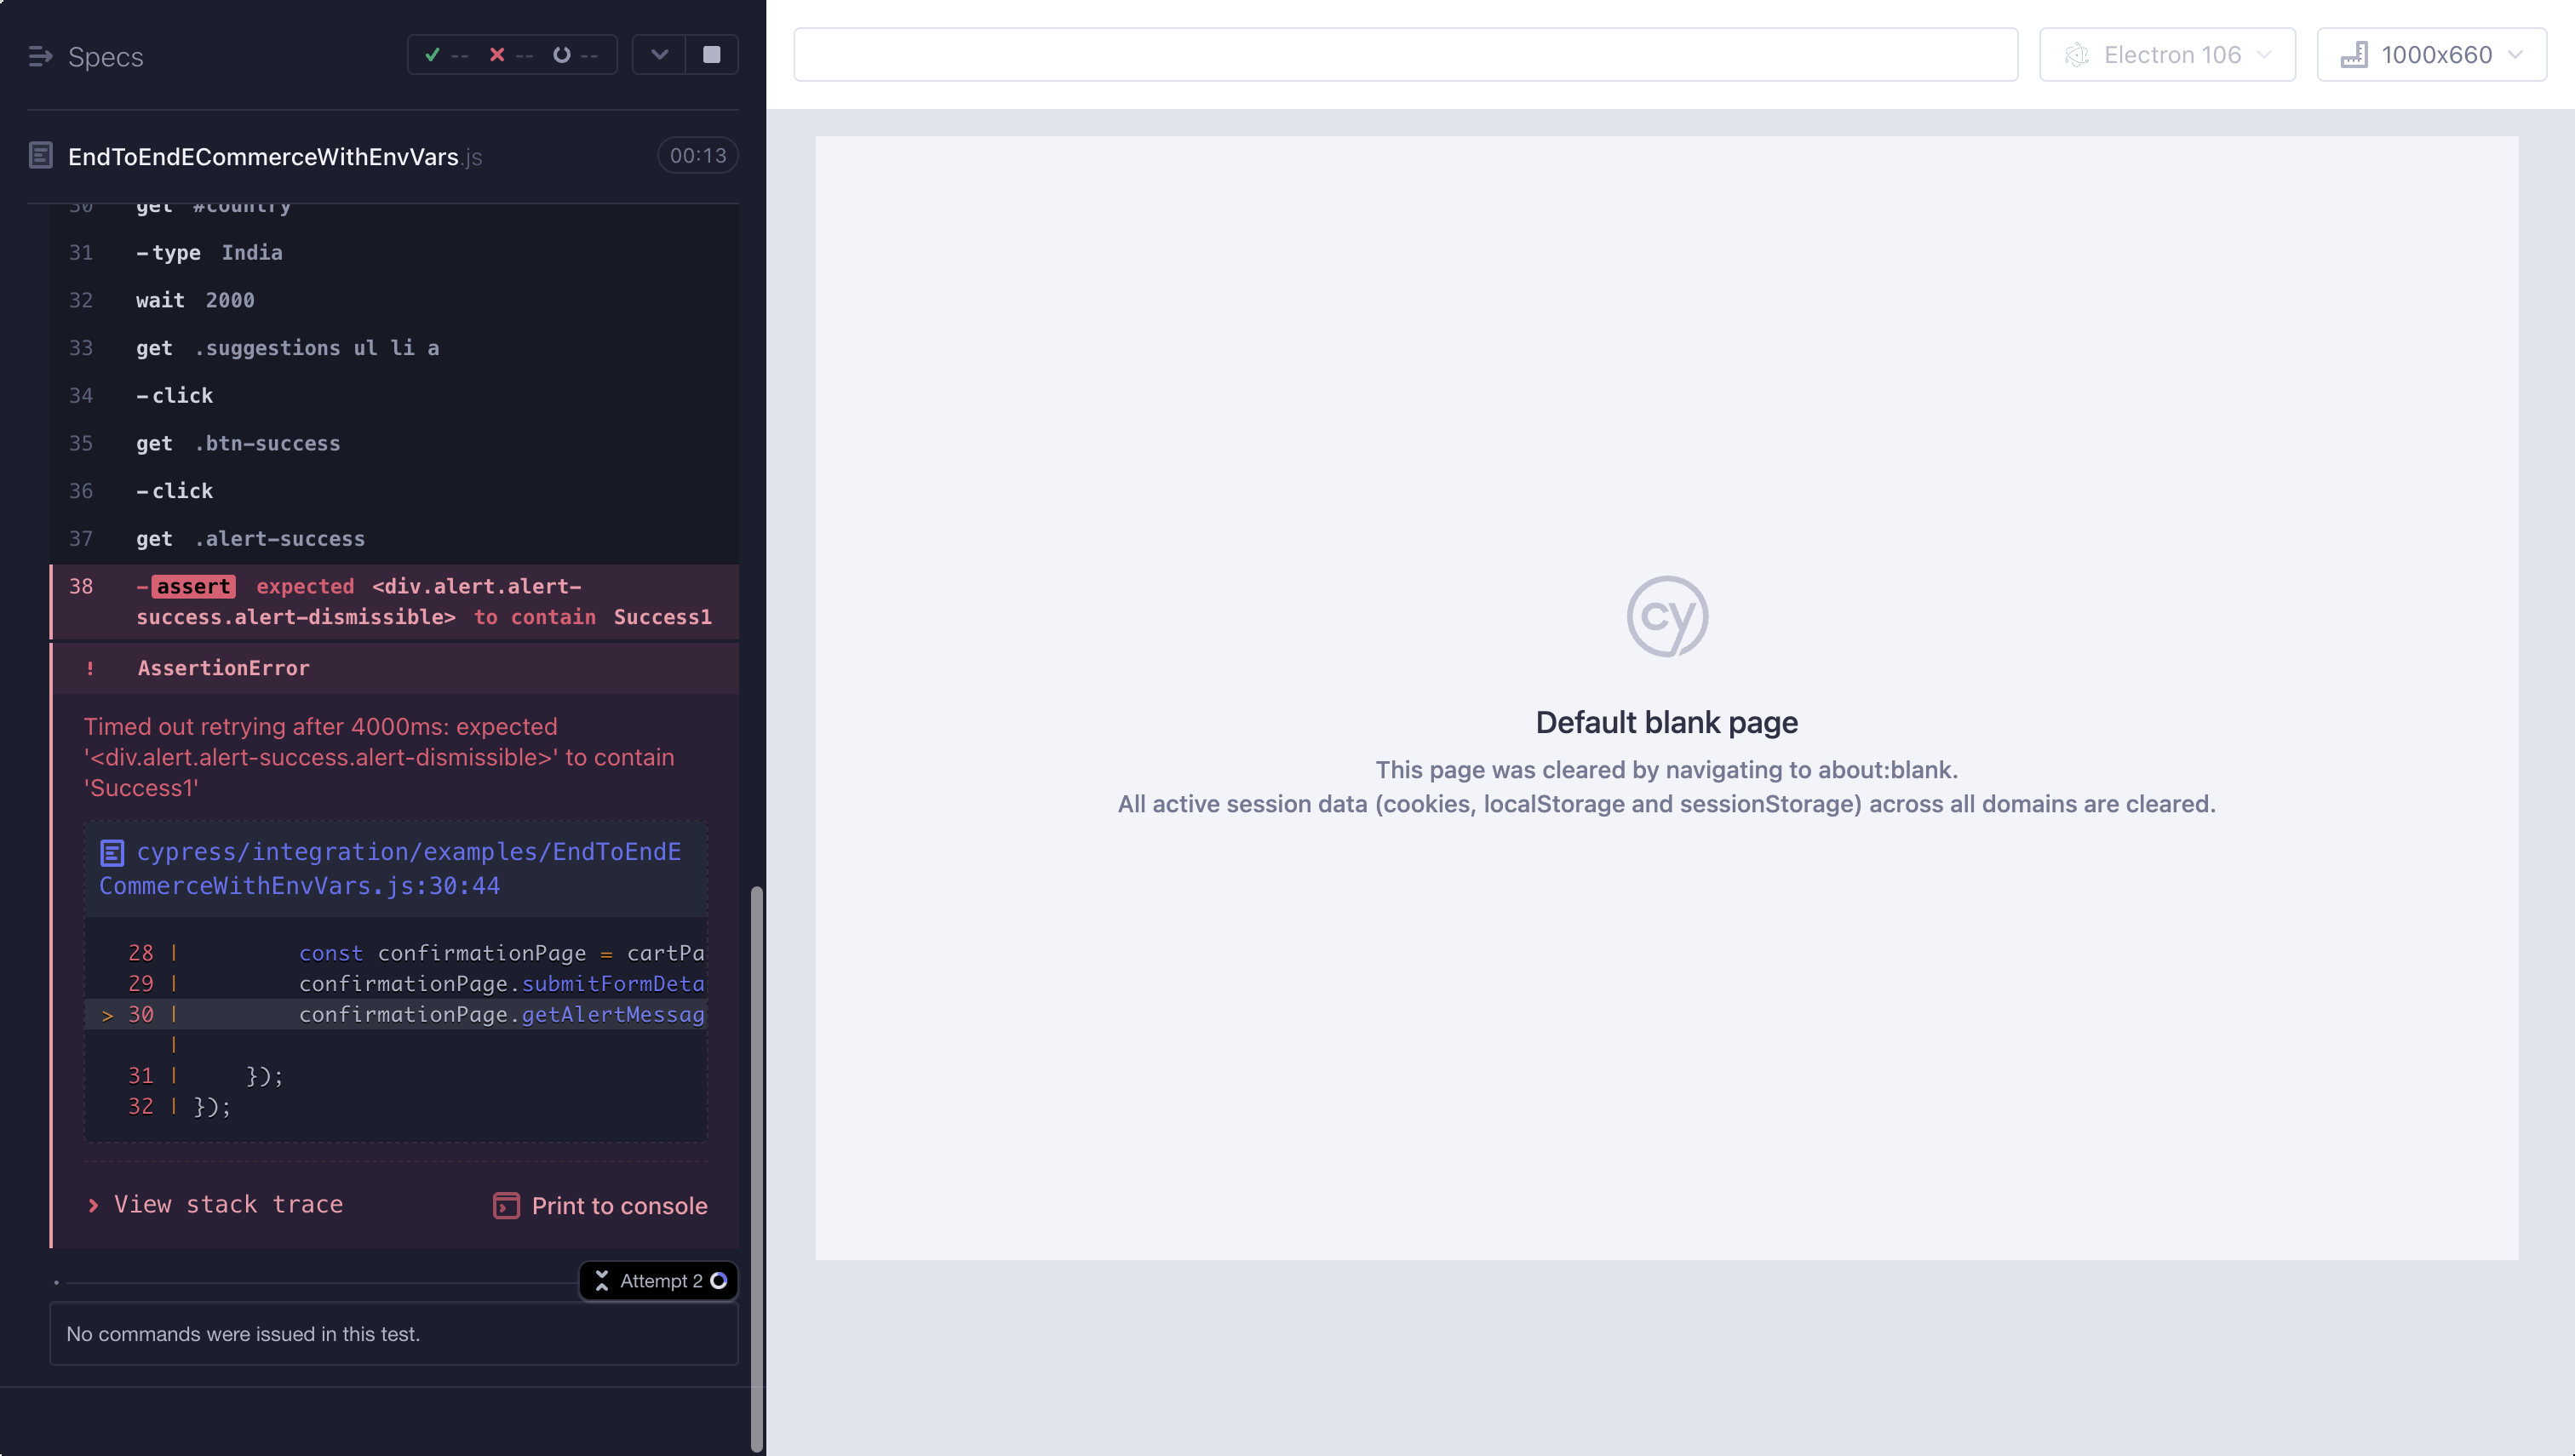 Specs
-- -- --
EndToEndECommerceWithEnvVars.js
00:13
30 get #country
31 -type India
32 wait 2000
33 get .suggestions ul li a
34 -click
35 get .btn-success
36 -click
37 get .alert-success
38 -assert expected <div.alert.alert-
success.alert-dismissible> to contain Success1
! AssertionError
Timed out retrying after 4000ms: expected
'<div.alert.alert-success.alert-dismissible>' to contain
'Success1'
cypress/integration/examples/EndToEndE
CommerceWithEnvVars.js:30:44
28 | const confirmationPage = cartPa
29 | confirmationPage.submitFormDeta
> 30 | confirmationPage.getAlertMessag
|
31 | });
32 | });
View stack trace
Print to console
Attempt 2
No commands were issued in this test.
Electron 106
1000x660
cy
Default blank page
This page was cleared by navigating to about:blank.
All active session data (cookies, localStorage and sessionStorage) across all domains are cleared.